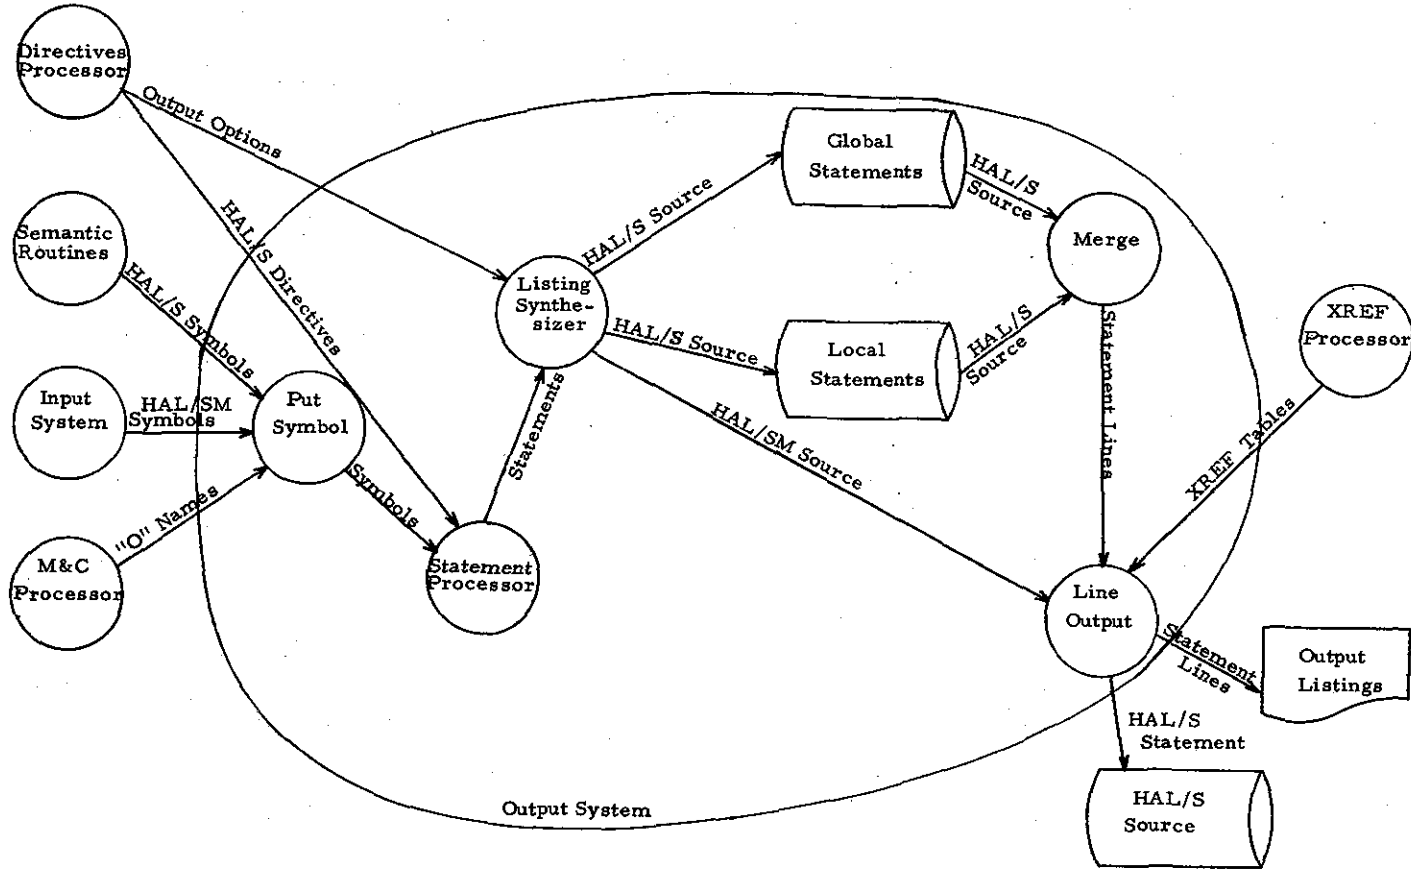 Directives
Processor
Output Options
HAL/S Directives
Semantic
Routines
HAL/S Symbols
Input
System
HAL/SM
Symbols
M&C
Processor
"O" Names
Put
Symbol
Symbols
Statement
Processor
Statements
Listing
Synthe-
sizer
HAL/S Source
HAL/S Source
HAL/SM Source
Global
Statements
HAL/S
Source
Local
Statements
HAL/S
Source
Merge
Statement Lines
XREF
Processor
XREF Tables
Line
Output
Statement
Lines
Output
Listings
HAL/S
Statement
HAL/S
Source
Output System